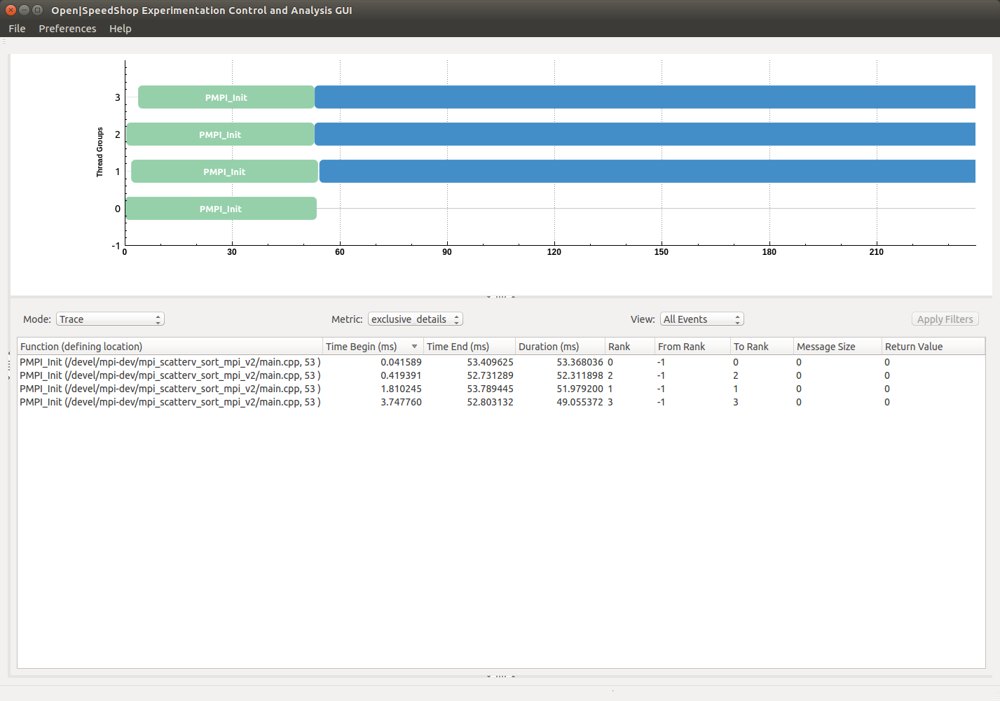 Open|SpeedShop Experimentation Control and Analysis GUI
File Preferences Help
3 PMPI_Init
2 PMPI_Init
Thread Groups
1 PMPI_Init
0 PMPI_Init
-1
0 30 60 90 120 150 180 210
Mode: Trace Metric: exclusive_details View: All Events Apply Filters
Function (defining location) Time Begin (ms) Time End (ms) Duration (ms) Rank From Rank To Rank Message Size Return Value
PMPI_Init (/devel/mpi-dev/mpi_scatterv_sort_mpi_v2/main.cpp, 53 ) 0.041589 53.409625 53.368036 0 -1 0 0 0
PMPI_Init (/devel/mpi-dev/mpi_scatterv_sort_mpi_v2/main.cpp, 53 ) 0.419391 52.731289 52.311898 2 -1 2 0 0
PMPI_Init (/devel/mpi-dev/mpi_scatterv_sort_mpi_v2/main.cpp, 53 ) 1.810245 53.789445 51.979200 1 -1 1 0 0
PMPI_Init (/devel/mpi-dev/mpi_scatterv_sort_mpi_v2/main.cpp, 53 ) 3.747760 52.803132 49.055372 3 -1 3 0 0